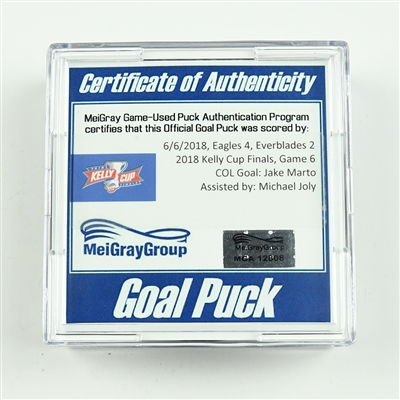 Certificate of Authenticity
MeiGray Game-Used Puck Authentication Program
certifies that this Official Goal Puck was scored by:
6/6/2018, Eagles 4, Everblades 2
2018 Kelly Cup Finals, Game 6
COL Goal: Jake Marto
Assisted by: Michael Joly
KELLY CUP
MeiGrayGroup
MeiGrayGroup
MGA 12606
Goal Puck